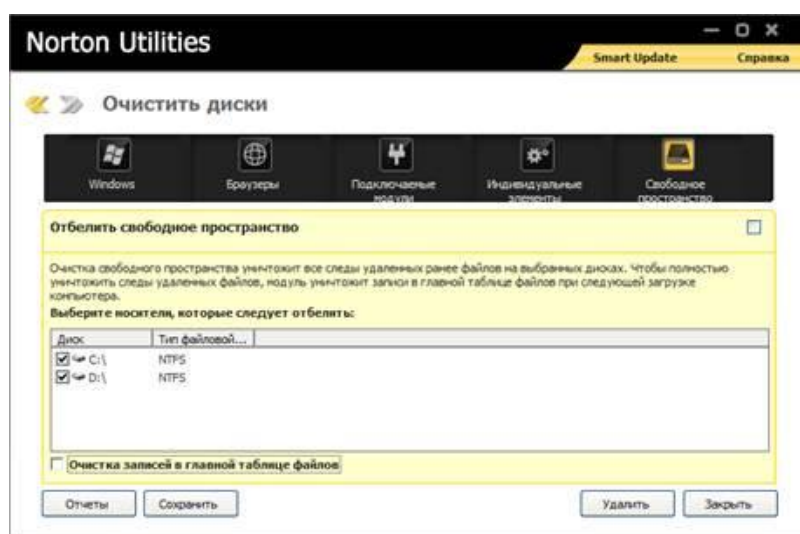 Norton Utilities
Smart Update Справка
Очистить диски
Windows Браузеры Подключаемые модули Индивидуальные элементы Свободное пространство
Отбелить свободное пространство
Очистка свободного пространства уничтожит все следы удаленных ранее файлов на выбранных дисках. Чтобы полностью
уничтожить следы удаленных файлов, модуль уничтожит записи в главной таблице файлов при следующей загрузке
компьютера.
Выберите носители, которые следует отбелить:
Диск Тип файловой...
C:\ NTFS
D:\ NTFS
Очистка записей в главной таблице файлов
Отчеты Сохранить Удалить Закрыть